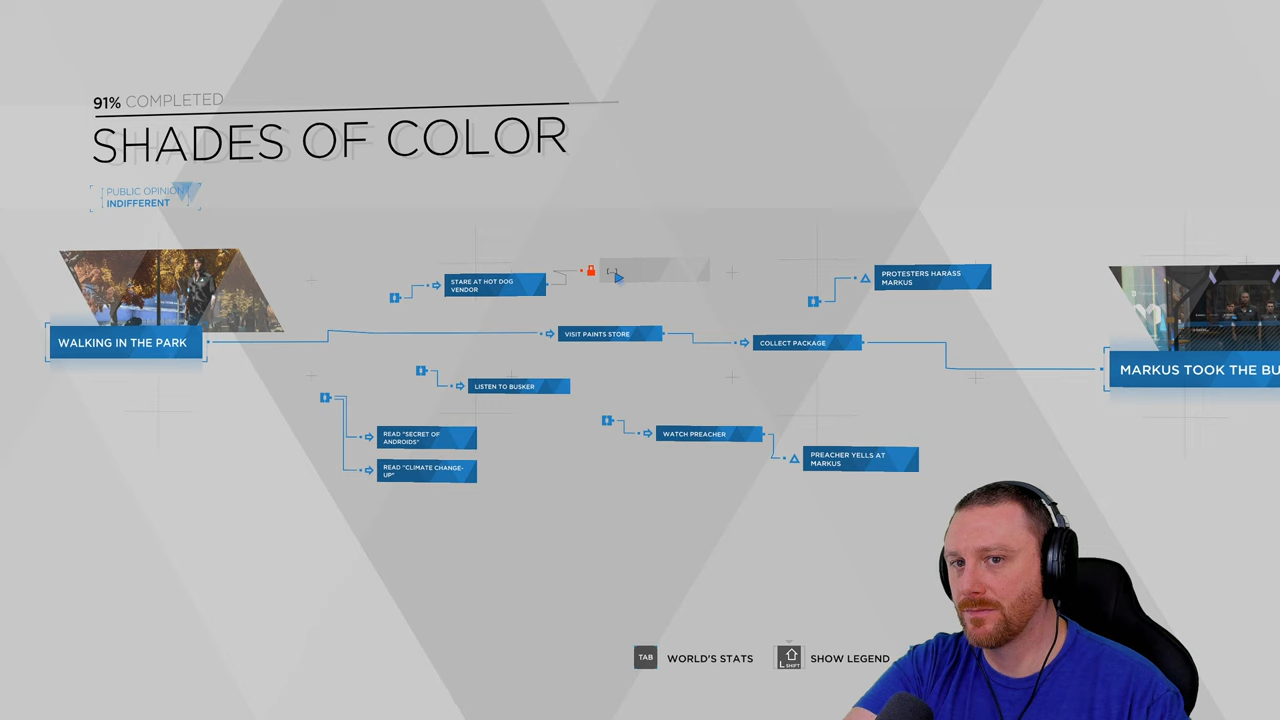 91% COMPLETED
SHADES OF COLOR
PUBLIC OPINION
INDIFFERENT
STARE AT HOT DOG
VENDOR
[...]
PROTESTERS HARASS
MARKUS
WALKING IN THE PARK
VISIT PAINTS STORE
COLLECT PACKAGE
MARKUS TOOK THE BU
LISTEN TO BUSKER
READ "SECRET OF
ANDROIDS"
WATCH PREACHER
READ "CLIMATE CHANGE-
UP"
PREACHER YELLS AT
MARKUS
TAB
WORLD'S STATS
L SHIFT
SHOW LEGEND